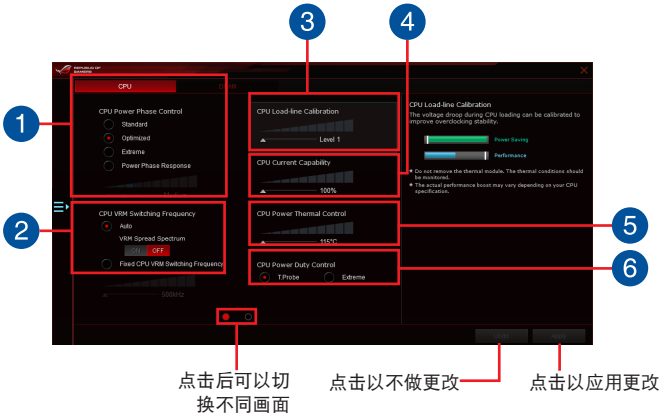 3
4
REPUBLIC OF
GAMERS
CPU
DRAM
1
CPU Power Phase Control
Standard
Optimized
Extreme
Power Phase Response
Medium
2
CPU VRM Switching Frequency
Auto
VRM Spread Spectrum
ON OFF
Fixed CPU VRM Switching Frequency
500kHz
CPU Load-line Calibration
Level 1
CPU Current Capability
100%
CPU Power Thermal Control
115°C
5
CPU Power Duty Control
T.Probe Extreme
6
CPU Load-line Calibration
The voltage droop during CPU loading can be calibrated to
improve overclocking stability.
Power Saving
Performance
* Do not remove the thermal module. The thermal conditions should
be monitored.
* The actual performance boost may vary depending on your CPU
specification.
点击后可以切
换不同画面
点击以不做更改
点击以应用更改